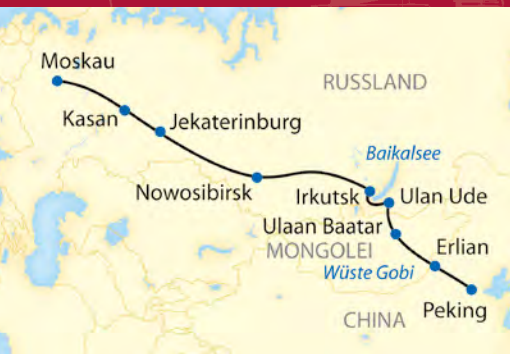 Moskau
RUSSLAND
Kasan
Jekaterinburg
Baikalsee
Nowosibirsk
Irkutsk
Ulan Ude
Ulaan Baatar
MONGOLEI
Erlian
Wüste Gobi
Peking
CHINA